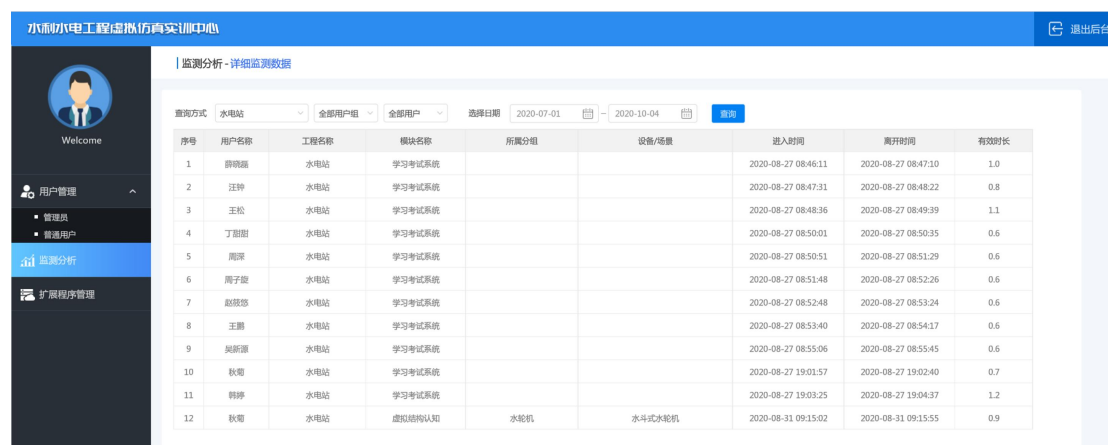 水利水电工程虚拟仿真实训中心
退出后台
Welcome
用户管理
管理员
普通用户
监测分析
扩展程序管理
监测分析 - 详细监测数据
查询方式 水电站 全部用户组 全部用户 选择日期 2020-07-01 – 2020-10-04 查询
序号 用户名称 工程名称 模块名称 所属分组 设备/场景 进入时间 离开时间 有效时长
1 薛晓磊 水电站 学习考试系统 2020-08-27 08:46:11 2020-08-27 08:47:10 1.0
2 汪钟 水电站 学习考试系统 2020-08-27 08:47:31 2020-08-27 08:48:22 0.8
3 王松 水电站 学习考试系统 2020-08-27 08:48:36 2020-08-27 08:49:39 1.1
4 丁甜甜 水电站 学习考试系统 2020-08-27 08:50:01 2020-08-27 08:50:35 0.6
5 周深 水电站 学习考试系统 2020-08-27 08:50:51 2020-08-27 08:51:29 0.6
6 周子旋 水电站 学习考试系统 2020-08-27 08:51:48 2020-08-27 08:52:26 0.6
7 水电站 学习考试系统 2020-08-27 08:52:48 2020-08-27 08:53:24 0.6
8 王鹏 水电站 学习考试系统 2020-08-27 08:53:40 2020-08-27 08:54:17 0.6
9 吴新源 水电站 学习考试系统 2020-08-27 08:55:06 2020-08-27 08:55:45 0.6
10 秋菊 水电站 学习考试系统 2020-08-27 19:01:57 2020-08-27 19:02:40 0.7
11 韩婷 水电站 学习考试系统 2020-08-27 19:03:25 2020-08-27 19:04:37 1.2
12 秋菊 水电站 虚拟结构认知 水轮机 水斗式水轮机 2020-08-31 09:15:02 2020-08-31 09:15:55 0.9